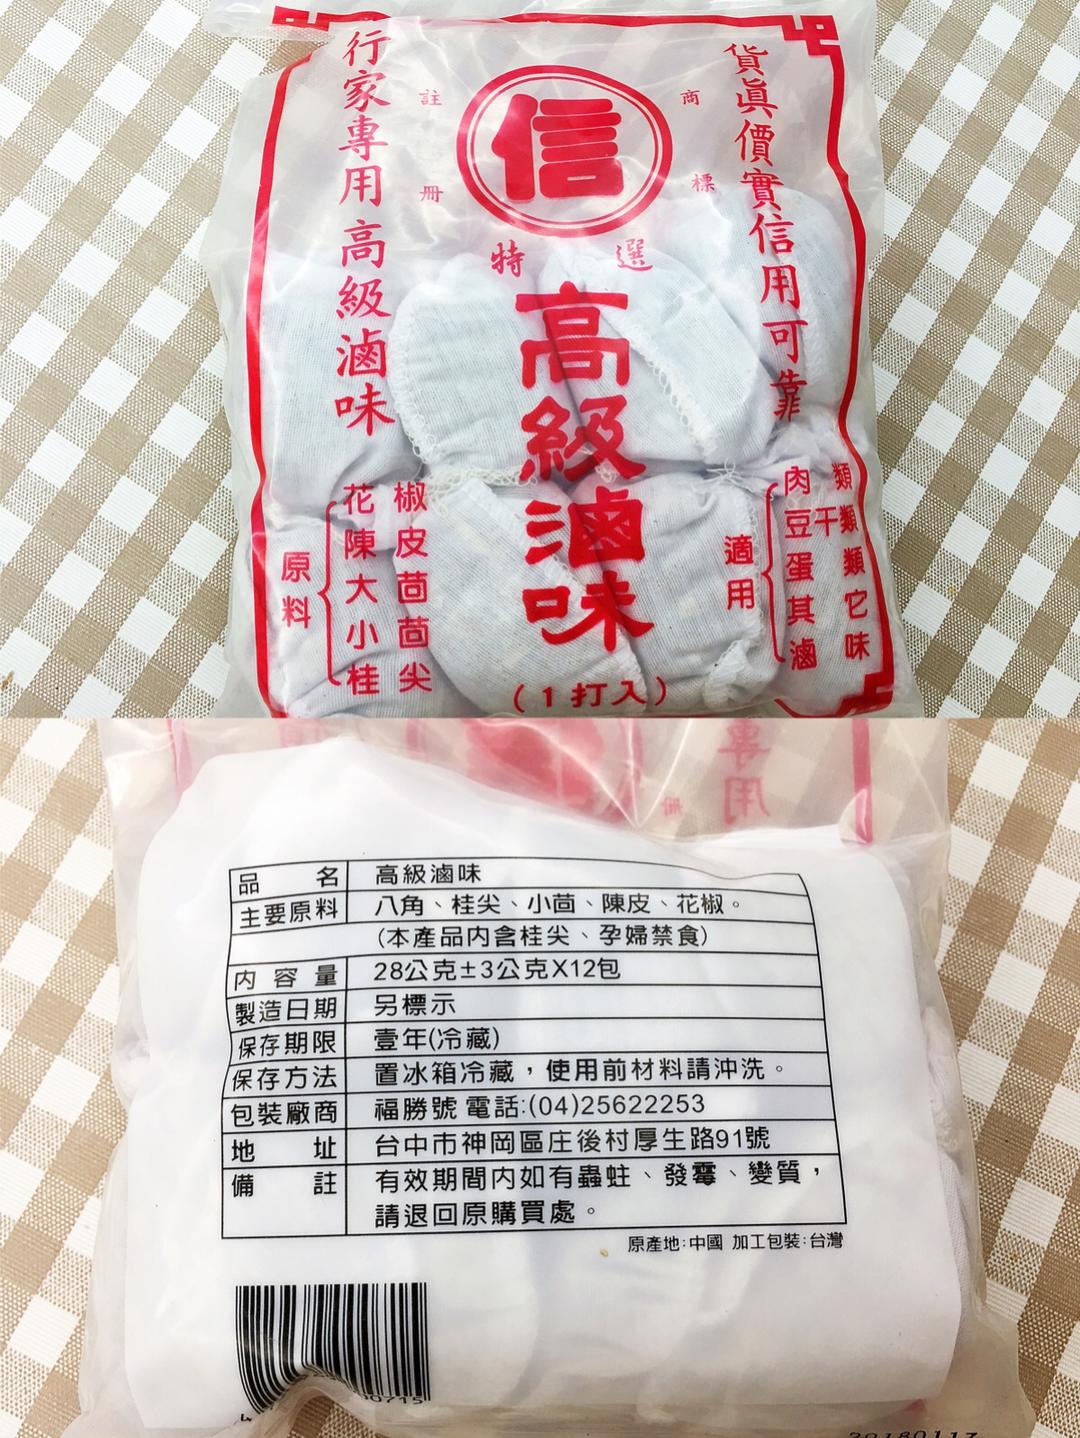 貨真價實信用可靠
商標
註冊
信
特選
高級滷味
(1打入)
行家專用高級滷味
適用
肉類
豆干類
蛋類
其它
滷味
原料
花椒
陳皮
大茴
小茴
桂尖
專用
冊
品名 高級滷味
主要原料 八角、桂尖、小茴、陳皮、花椒。
(本產品內含桂尖、孕婦禁食)
內容量 28公克±3公克X12包
製造日期 另標示
保存期限 壹年(冷藏)
保存方法 置冰箱冷藏，使用前材料請沖洗。
包裝廠商 福勝號 電話:(04)25622253
地址 台中市神岡區庄後村厚生路91號
備註 有效期間內如有蟲蛀、發霉、變質，
請退回原購買處。
原產地:中國 加工包裝:台灣